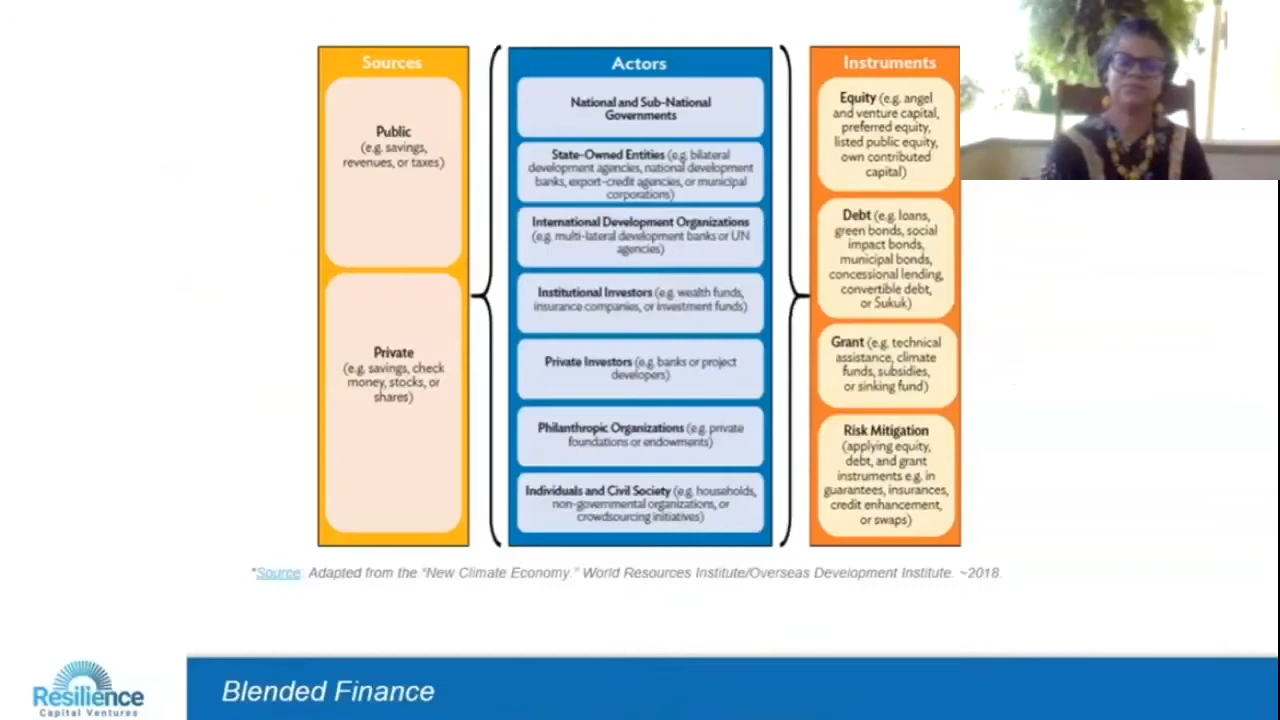 Sources
Public
(e.g. savings,
revenues, or taxes)
Private
(e.g. savings, check
money, stocks, or
shares)
Actors
National and Sub-National
Governments
State-Owned Entities (e.g. bilateral
development agencies, national development
banks, export-credit agencies, or municipal
corporations)
International Development Organizations
(e.g. multi-lateral development banks or UN
agencies)
Institutional Investors (e.g. wealth funds,
insurance companies, or investment funds)
Private Investors (e.g. banks or project
developers)
Philanthropic Organizations (e.g. private
foundations or endowments)
Individuals and Civil Society (e.g. households,
non-governmental organizations, or
crowdsourcing initiatives)
Instruments
Equity (e.g. angel
and venture capital,
preferred equity,
listed public equity,
own contributed
capital)
Debt (e.g. loans,
green bonds, social
impact bonds,
municipal bonds,
concessional lending,
convertible debt,
or Sukuk)
Grant (e.g. technical
assistance, climate
funds, subsidies,
or sinking fund)
Risk Mitigation
(applying equity,
debt, and grant
instruments e.g. in
guarantees, insurances,
credit enhancement,
or swaps)
*Source: Adapted from the “New Climate Economy.” World Resources Institute/Overseas Development Institute. ~2018.
Resilience
Capital Ventures
Blended Finance